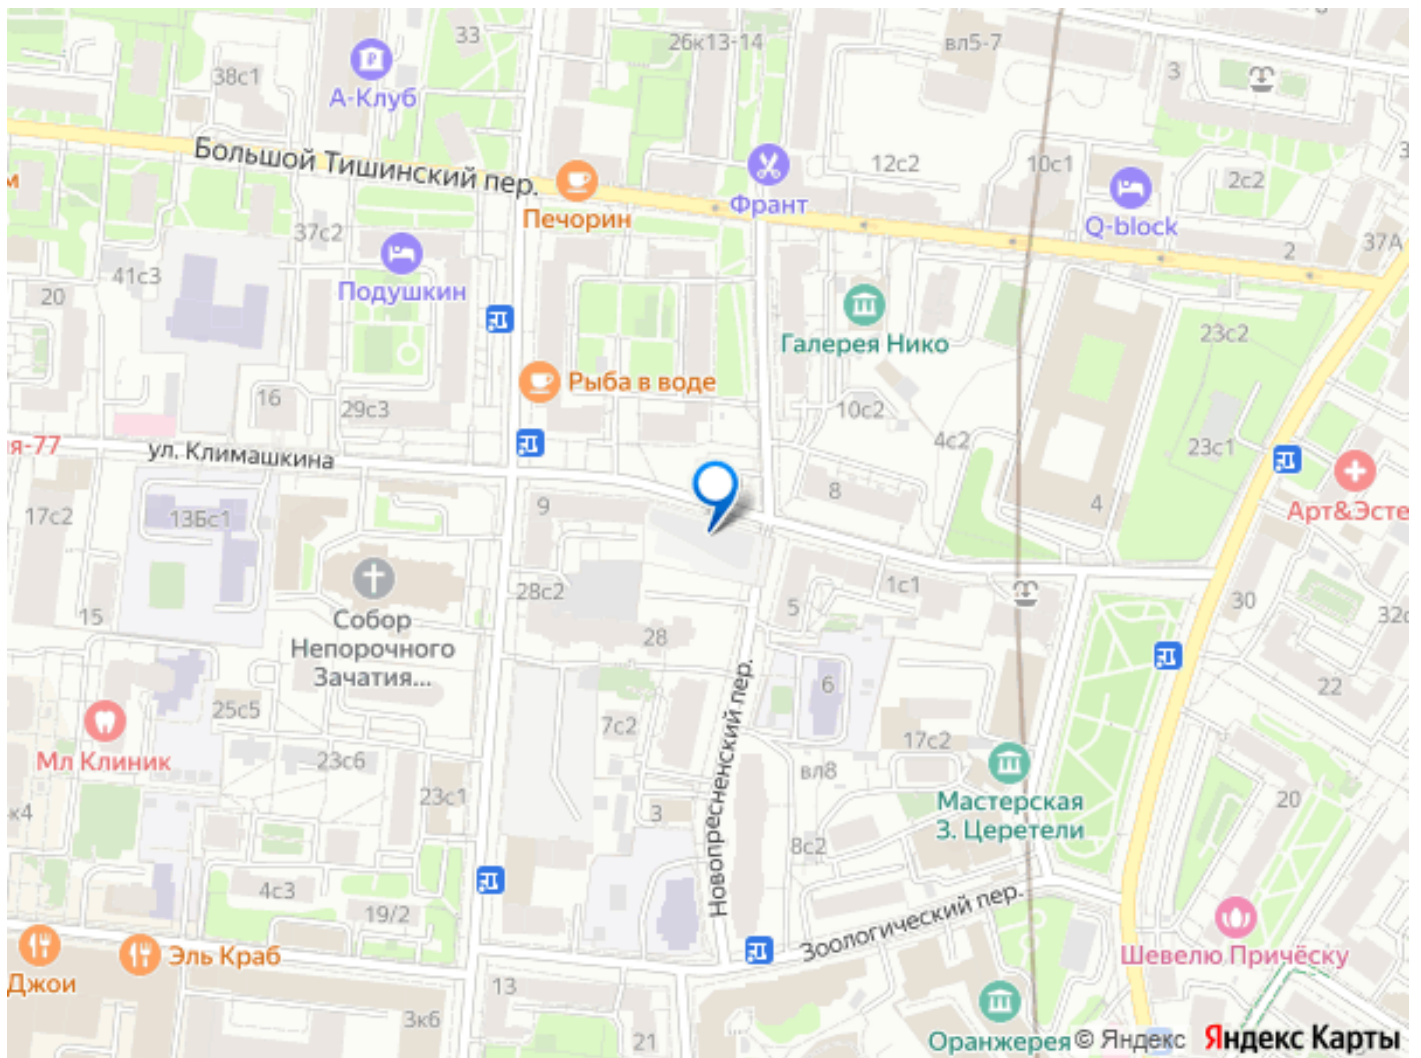 33
26к13-14
вл5-7
38с1
А-Клуб
3
Большой Тишинский пер.
12с2
10с1
2с2
м
Печорин
Франт
Q-block
37с2
37А
2
41с3
20
Подушкин
Галерея Нико
23с2
Рыба в воде
16
29с3
10с2
4с2
23с1
я-77
ул. Климашкина
8
4
17с2
13Бс1
9
Арт&Эсте
28с2
1с1
5
30
32с
15
Собор
Непорочного
Зачатия...
28
6
22
25с5
7с2
17с2
Мл Клиник
23с6
вл8
23с1
Новопресненский пер.
3
Мастерская
З. Церетели
20
к4
8с2
4с3
19/2
Зоологический пер.
Эль Краб
Шевелю Причёску
Джои
13
3к6
21
Оранжерея
© Яндекс
Яндекс Карты